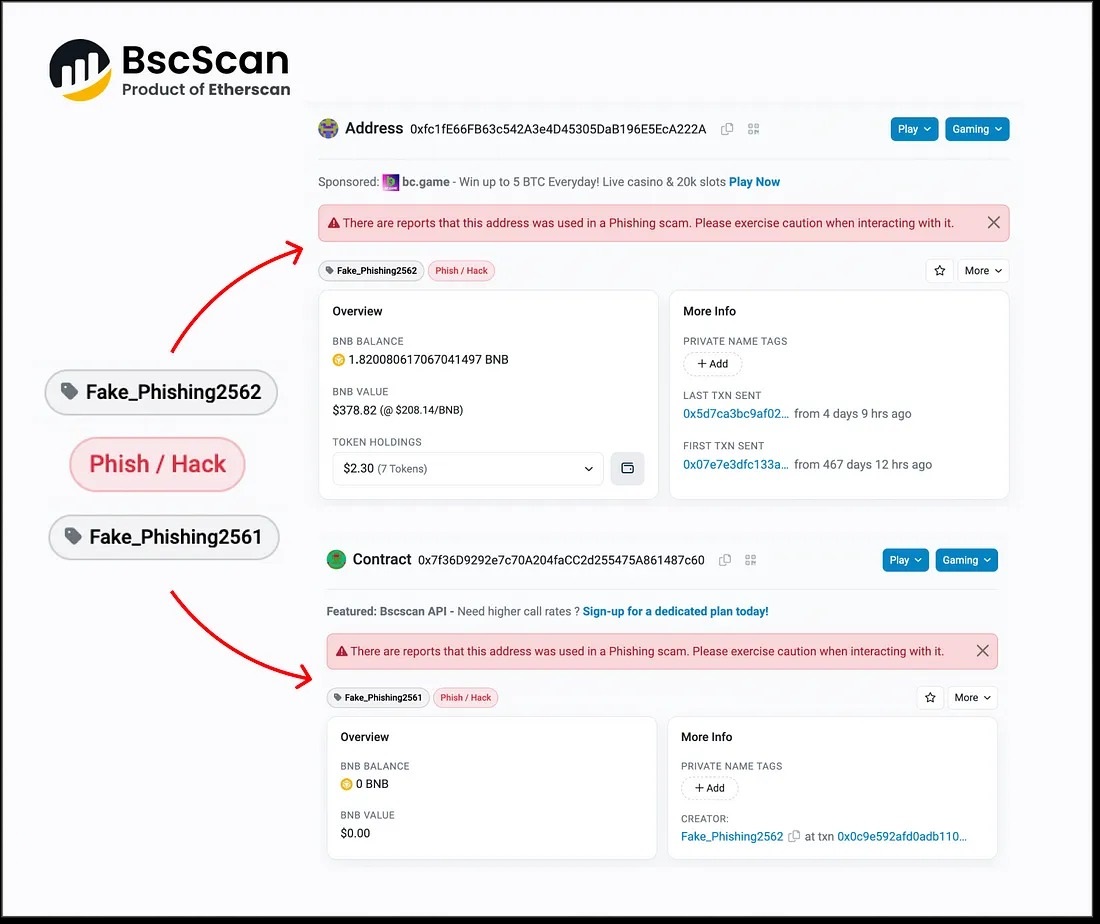 BscScan
Product of Etherscan
Address 0xfc1fE66FB63c542A3e4D45305DaB196E5EcA222A
Play
Gaming
Sponsored: bc.game - Win up to 5 BTC Everyday! Live casino & 20k slots Play Now
There are reports that this address was used in a Phishing scam. Please exercise caution when interacting with it.
Fake_Phishing2562
Phish / Hack
More
Overview
BNB BALANCE
1.820080617067041497 BNB
BNB VALUE
$378.82 (@ $208.14/BNB)
TOKEN HOLDINGS
$2.30 (7 Tokens)
More Info
PRIVATE NAME TAGS
+ Add
LAST TXN SENT
0x5d7ca3bc9af02... from 4 days 9 hrs ago
FIRST TXN SENT
0x07e7e3dfc133a... from 467 days 12 hrs ago
Fake_Phishing2562
Phish / Hack
Fake_Phishing2561
Contract 0x7f36D9292e7c70A204faCC2d255475A861487c60
Play
Gaming
Featured: Bscscan API - Need higher call rates ? Sign-up for a dedicated plan today!
There are reports that this address was used in a Phishing scam. Please exercise caution when interacting with it.
Fake_Phishing2561
Phish / Hack
More
Overview
BNB BALANCE
0 BNB
BNB VALUE
$0.00
More Info
PRIVATE NAME TAGS
+ Add
CREATOR:
Fake_Phishing2562 at txn 0x0c9e592afd0adb110...